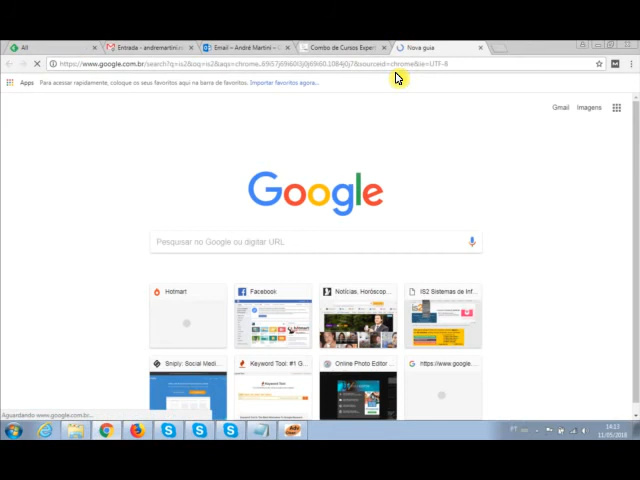 All
Entrada - andremartini
Email – André Martini -
Combo de Cursos Expert
Nova guia
https://www.google.com.br/search?q=is2&oq=is2&aqs=chrome..69i57j69i60l3j0j69i60.1084j0j7&sourceid=chrome&ie=UTF-8
Apps
Para acessar rapidamente, coloque os seus favoritos aqui na barra de favoritos.
Importar favoritos agora...
Gmail
Imagens
Google
Pesquisar no Google ou digitar URL
Hotmart
Facebook
Notícias, Horóscop...
IS2 Sistemas de Inf...
Sniply: Social Medi...
Keyword Tool: #1 G...
Online Photo Editor ...
https://www.google...
Aguardando www.google.com.br...
PT
14:13
11/05/2018